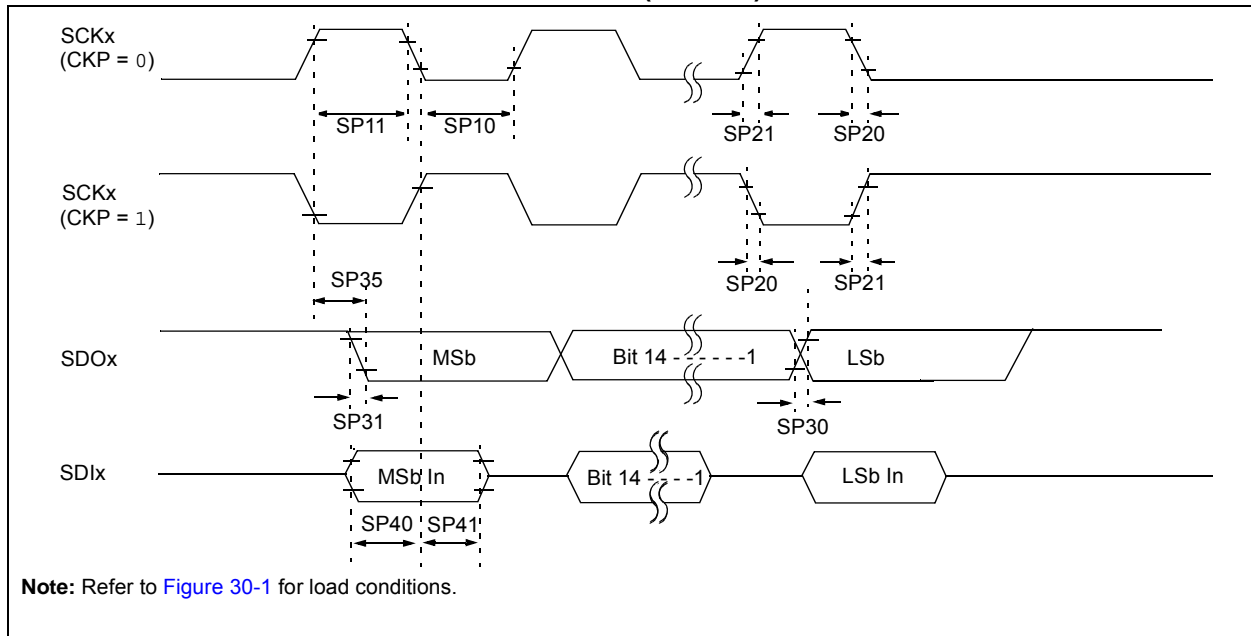 SCKx
(CKP = 0)
SP11
SP10
SP21
SP20
SCKx
(CKP = 1)
SP35
SP20
SP21
SDOx
MSb
Bit 14 - - - - - -1
LSb
SP31
SP30
SDIx
MSb In
Bit 14 - - - - -1
LSb In
SP40
SP41
Note: Refer to Figure 30-1 for load conditions.